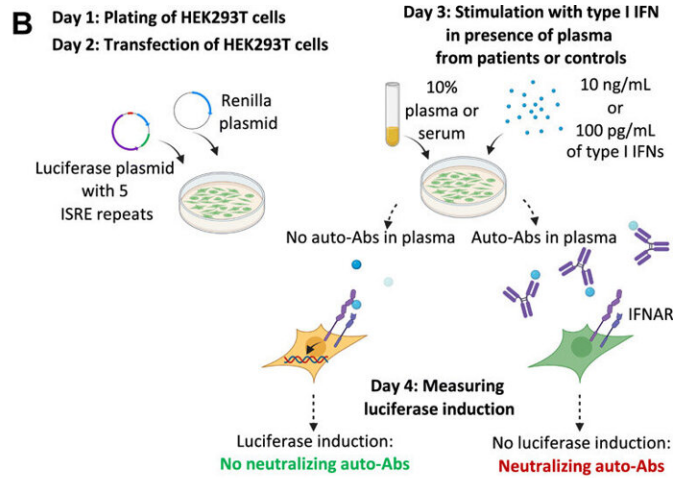 B
Day 1: Plating of HEK293T cells
Day 2: Transfection of HEK293T cells
Renilla
plasmid
Luciferase plasmid
with 5
ISRE repeats
Day 3: Stimulation with type I IFN
in presence of plasma
from patients or controls
10%
plasma or
serum
10 ng/mL
or
100 pg/mL
of type I IFNs
No auto-Abs in plasma
Auto-Abs in plasma
IFNAR
Day 4: Measuring
luciferase induction
Luciferase induction:
No neutralizing auto-Abs
No luciferase induction:
Neutralizing auto-Abs